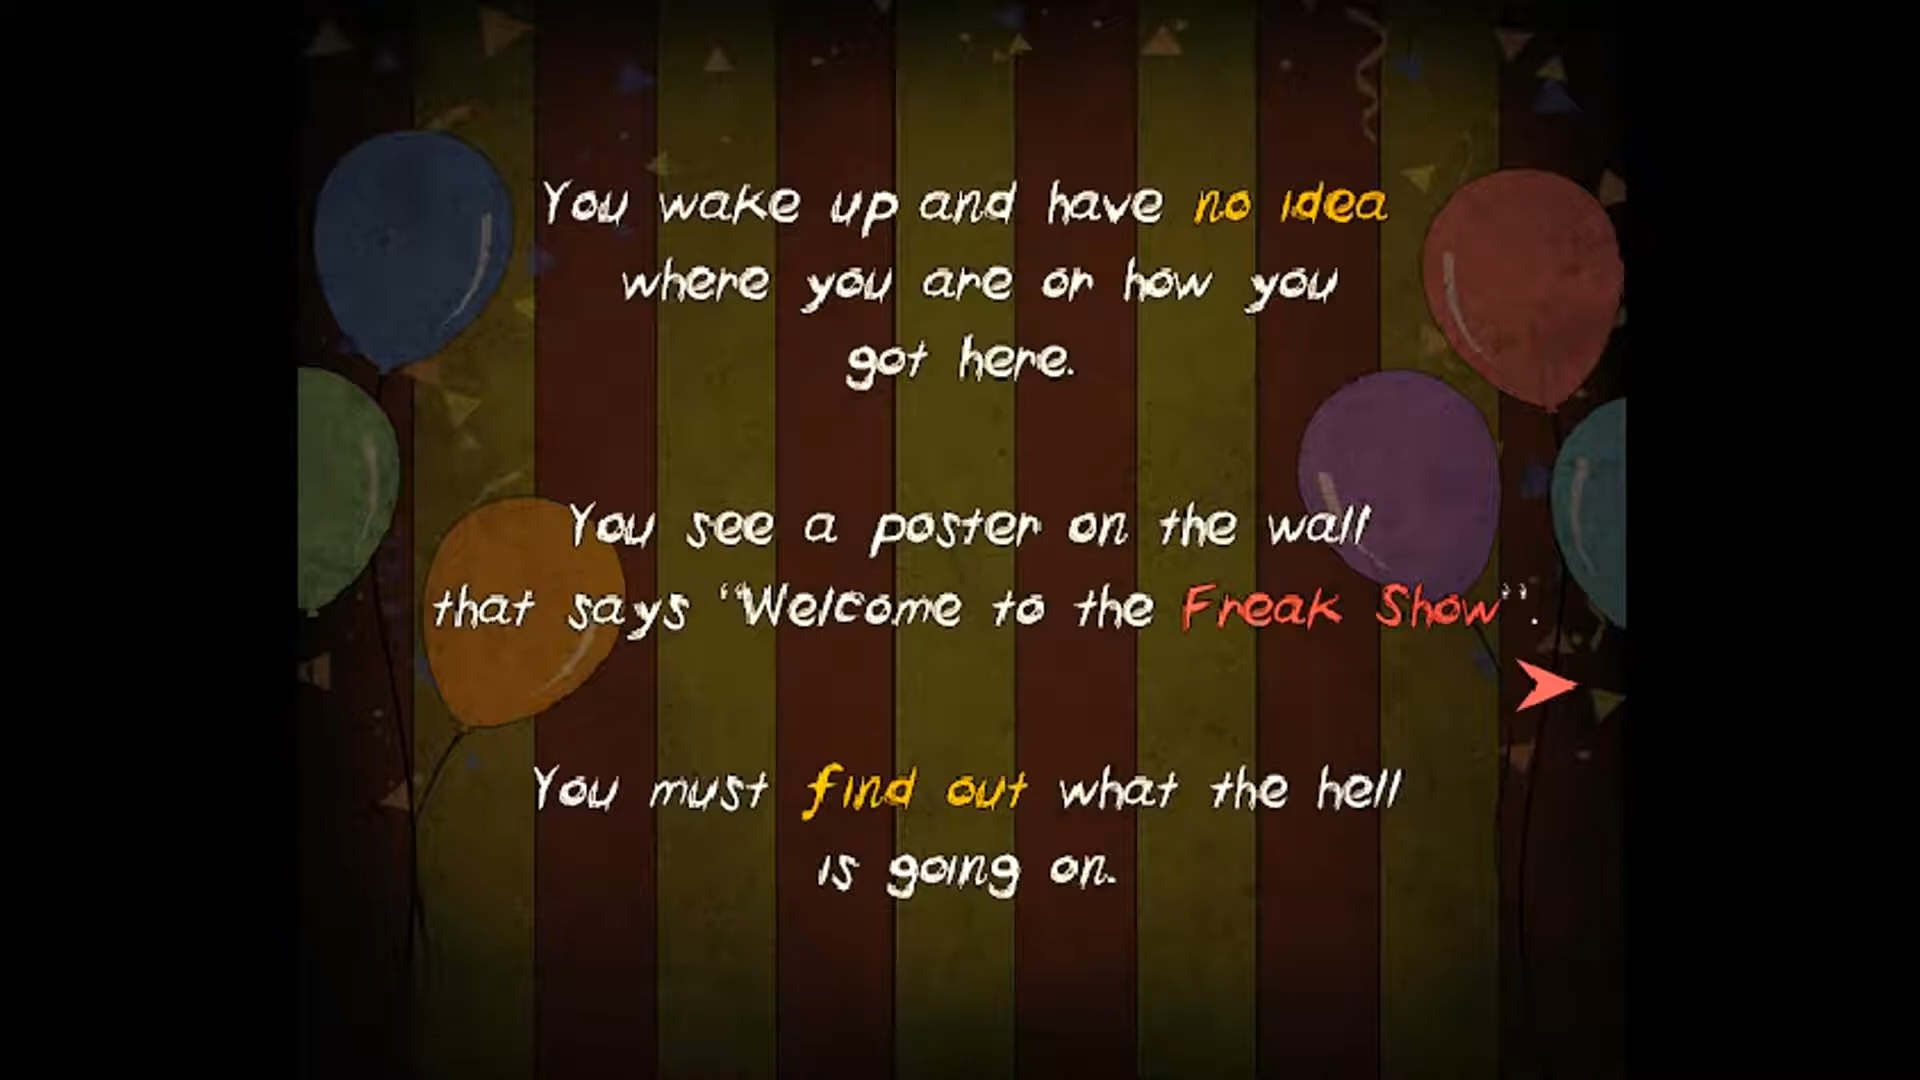 You wake up and have no idea
where you are or how you
got here.
You see a poster on the wall
that says “Welcome to the Freak Show”.
You must find out what the hell
is going on.